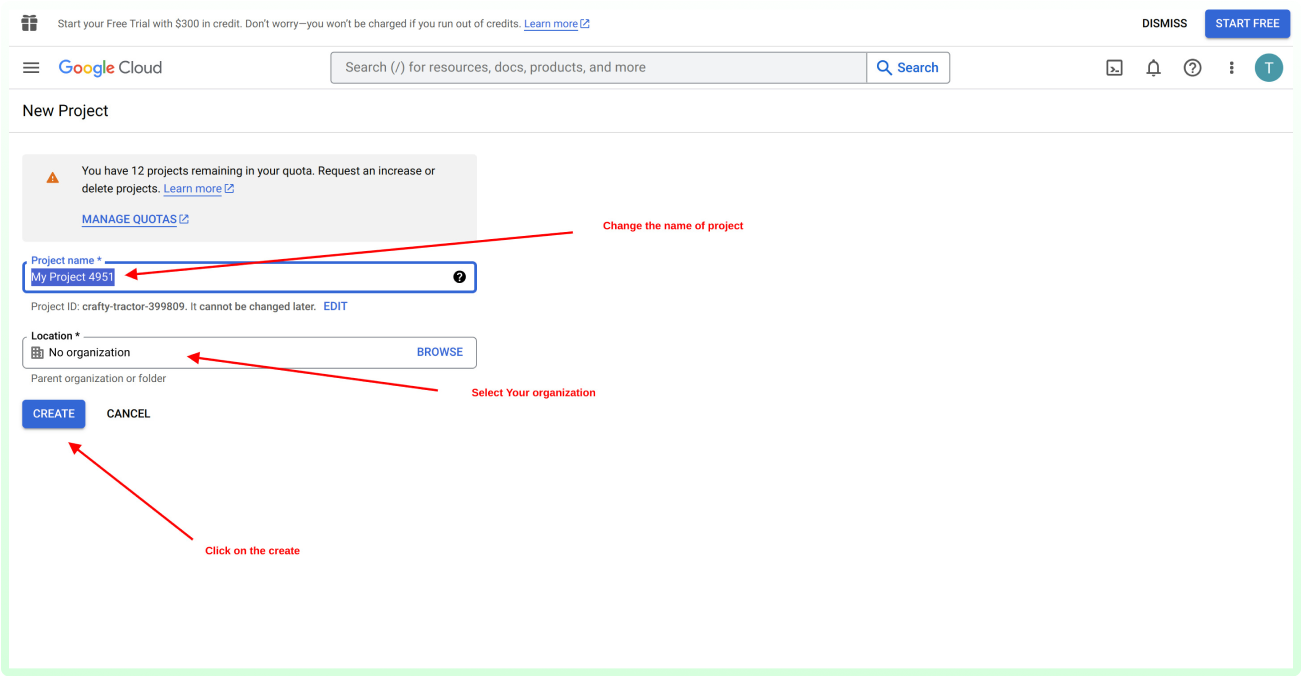 Start your Free Trial with $300 in credit. Don't worry—you won't be charged if you run out of credits. Learn more
DISMISS
START FREE
Google Cloud
Search (/) for resources, docs, products, and more
Search
T
New Project
You have 12 projects remaining in your quota. Request an increase or
delete projects. Learn more
MANAGE QUOTAS
Change the name of project
Project name *
My Project 4951
Project ID: crafty-tractor-399809. It cannot be changed later. EDIT
Location *
No organization
BROWSE
Parent organization or folder
Select Your organization
CREATE
CANCEL
Click on the create